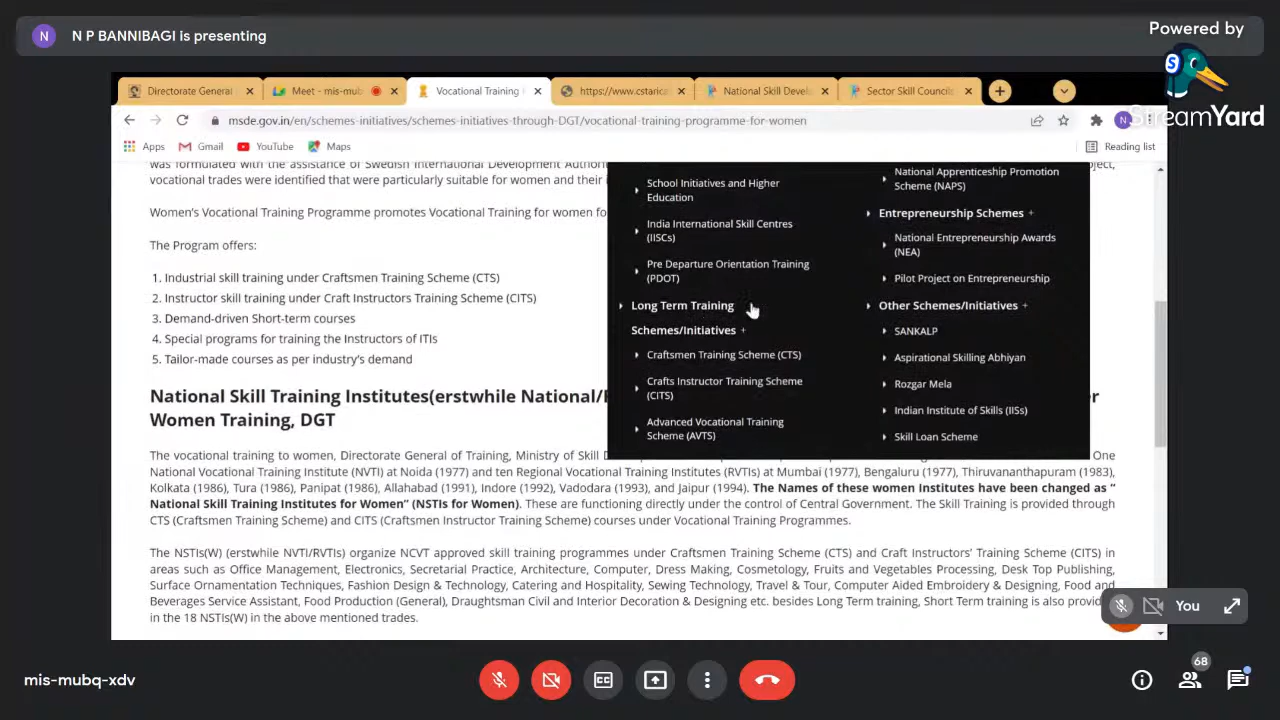 N
N P BANNIBAGI is presenting
Powered by
StreamYard
Directorate General
Meet - mis-mub
Vocational Training
https://www.cstarica
National Skill Devel
Sector Skill Councils
msde.gov.in/en/schemes-initiatives/schemes-initiatives-through-DGT/vocational-training-programme-for-women
N
Apps
Gmail
YouTube
Maps
Reading list
was formulated with the assistance of Swedish International Development Author
ject,
vocational trades were identified that were particularly suitable for women and their i
Women's Vocational Training Programme promotes Vocational Training for women fo
The Program offers:
1. Industrial skill training under Craftsmen Training Scheme (CTS)
2. Instructor skill training under Craft Instructors Training Scheme (CITS)
3. Demand-driven Short-term courses
4. Special programs for training the Instructors of ITIs
5. Tailor-made courses as per industry's demand
School Initiatives and Higher
Education
India International Skill Centres
(IISCs)
Pre Departure Orientation Training
(PDOT)
Long Term Training
Schemes/Initiatives +
Craftsmen Training Scheme (CTS)
Crafts Instructor Training Scheme
(CITS)
Advanced Vocational Training
Scheme (AVTS)
National Apprenticeship Promotion
Scheme (NAPS)
Entrepreneurship Schemes +
National Entrepreneurship Awards
(NEA)
Pilot Project on Entrepreneurship
Other Schemes/Initiatives +
SANKALP
Aspirational Skilling Abhiyan
Rozgar Mela
Indian Institute of Skills (IISs)
Skill Loan Scheme
National Skill Training Institutes(erstwhile National/ er
Women Training, DGT
The vocational training to women, Directorate General of Training, Ministry of Skill D One
National Vocational Training Institute (NVTI) at Noida (1977) and ten Regional Vocational Training Institutes (RVTIs) at Mumbai (1977), Bengaluru (1977), Thiruvananthapuram (1983),
Kolkata (1986), Tura (1986), Panipat (1986), Allahabad (1991), Indore (1992), Vadodara (1993), and Jaipur (1994). The Names of these women Institutes have been changed as “
National Skill Training Institutes for Women” (NSTIs for Women). These are functioning directly under the control of Central Government. The Skill Training is provided through
CTS (Craftsmen Training Scheme) and CITS (Craftsmen Instructor Training Scheme) courses under Vocational Training Programmes.
The NSTIs(W) (erstwhile NVTI/RVTIs) organize NCVT approved skill training programmes under Craftsmen Training Scheme (CTS) and Craft Instructors' Training Scheme (CITS) in
areas such as Office Management, Electronics, Secretarial Practice, Architecture, Computer, Dress Making, Cosmetology, Fruits and Vegetables Processing, Desk Top Publishing,
Surface Ornamentation Techniques, Fashion Design & Technology, Catering and Hospitality, Sewing Technology, Travel & Tour, Computer Aided Embroidery & Designing, Food and
Beverages Service Assistant, Food Production (General), Draughtsman Civil and Interior Decoration & Designing etc. besides Long Term training, Short Term training is also provid
in the 18 NSTIs(W) in the above mentioned trades.
You
mis-mubq-xdv
68